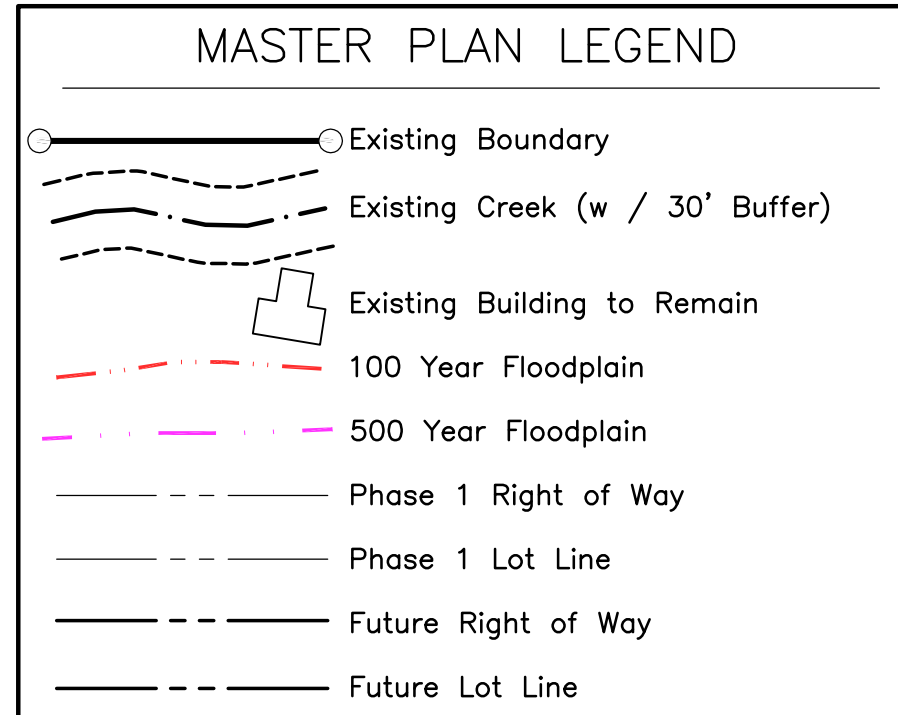 MASTER PLAN LEGEND
Existing Boundary
Existing Creek (w / 30' Buffer)
Existing Building to Remain
100 Year Floodplain
500 Year Floodplain
Phase 1 Right of Way
Phase 1 Lot Line
Future Right of Way
Future Lot Line